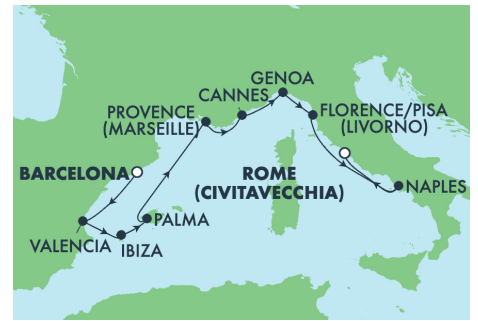 GENOA
CANNES
PROVENCE
(MARSEILLE)
FLORENCE/PISA
(LIVORNO)
BARCELONA
ROME
(CIVITAVECCHIA)
NAPLES
PALMA
VALENCIA
IBIZA